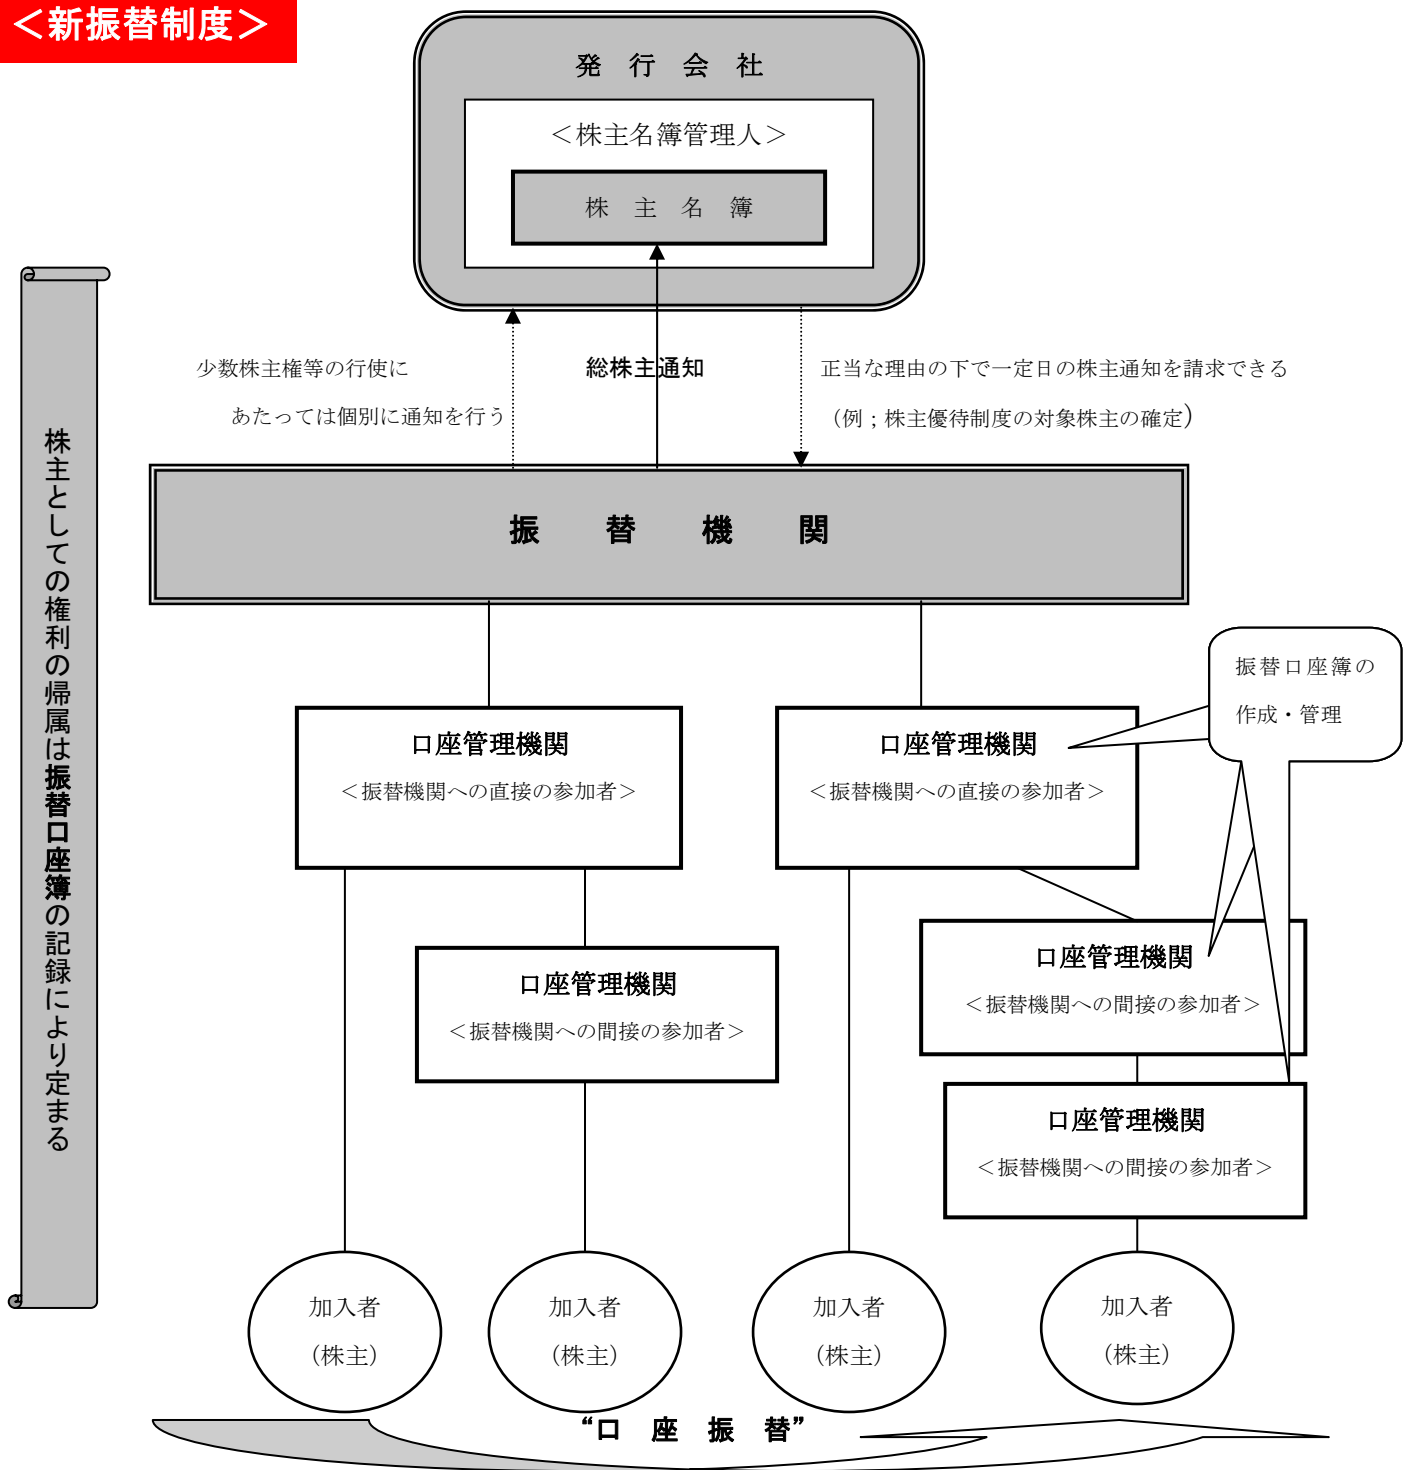 ＜新振替制度＞
発　行　会　社
＜株主名簿管理人＞
株　主　名　簿
少数株主権等の行使に
あたっては個別に通知を行う
総株主通知
正当な理由の下で一定日の株主通知を請求できる
（例；株主優待制度の対象株主の確定）
株主としての権利の帰属は振替口座簿の記録により定まる
振　替　機　関
振替口座簿の
作成・管理
口座管理機関
＜振替機関への直接の参加者＞
口座管理機関
＜振替機関への直接の参加者＞
口座管理機関
＜振替機関への間接の参加者＞
口座管理機関
＜振替機関への間接の参加者＞
口座管理機関
＜振替機関への間接の参加者＞
加入者
（株主）
加入者
（株主）
加入者
（株主）
加入者
（株主）
“口　座　振　替”